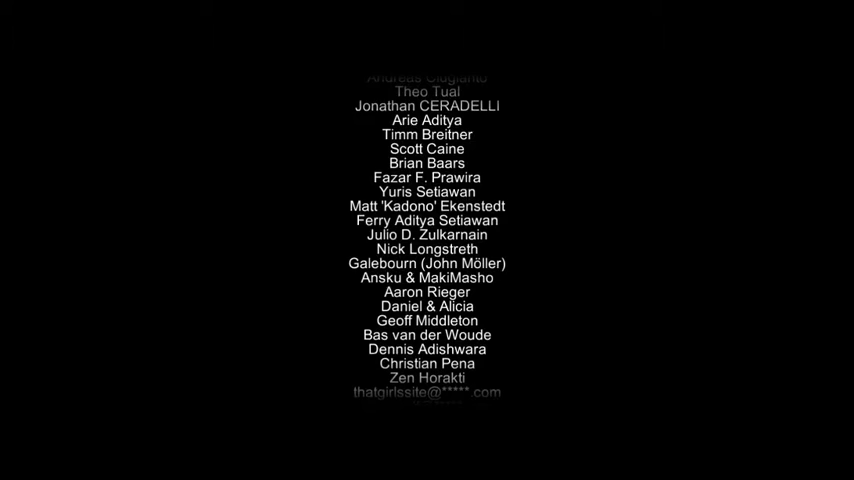 Andreas Ciugianto
Theo Tual
Jonathan CERADELLI
Arie Aditya
Timm Breitner
Scott Caine
Brian Baars
Fazar F. Prawira
Yuris Setiawan
Matt 'Kadono' Ekenstedt
Ferry Aditya Setiawan
Julio D. Zulkarnain
Nick Longstreth
Galebourn (John Möller)
Ansku & MakiMasho
Aaron Rieger
Daniel & Alicia
Geoff Middleton
Bas van der Woude
Dennis Adishwara
Christian Pena
Zen Horakti
thatgirlssite@*****.com